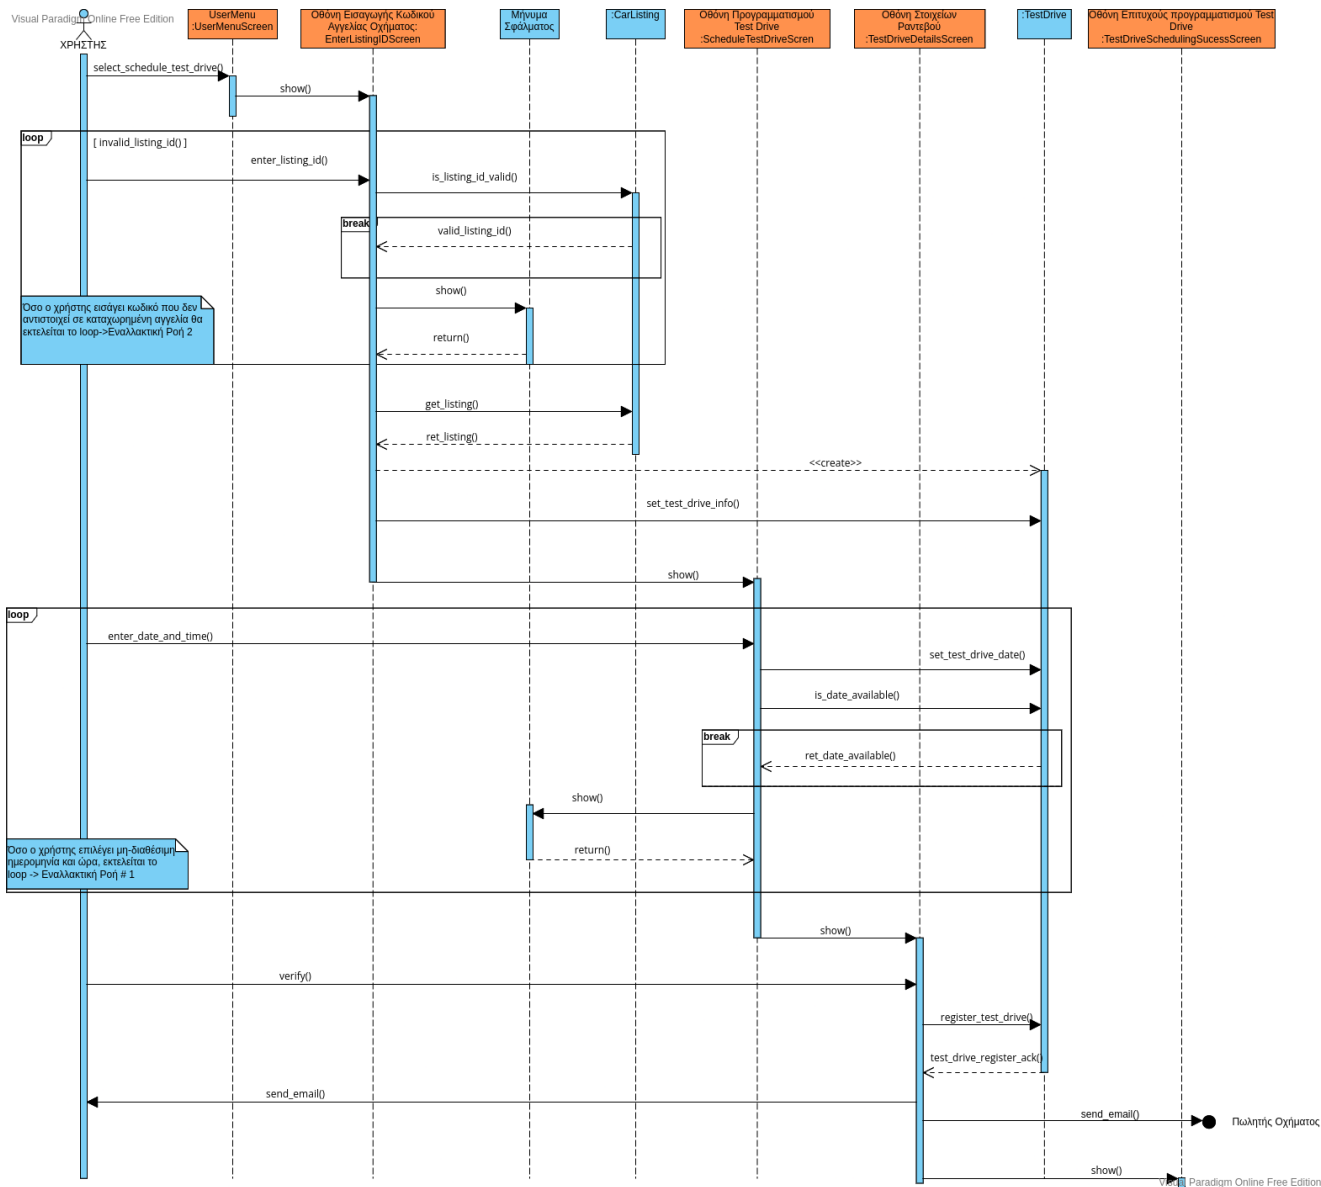 Visual Paradigm Online Free Edition
ΧΡΗΣΤΗΣ
UserMenu
:UserMenuScreen
Οθόνη Εισαγωγής Κωδικού
Αγγελίας Οχήματος:
EnterListingIDScreen
Μήνυμα
Σφάλματος
:CarListing
Οθόνη Προγραμματισμού
Test Drive
:ScheduleTestDriveScren
Οθόνη Στοιχείων
Ραντεβού
:TestDriveDetailsScreen
:TestDrive
Οθόνη Επιτυχούς προγραμματισμού Test
Drive
:TestDriveSchedulingSucessScreen
select_schedule_test_drive()
show()
loop
[ invalid_listing_id() ]
enter_listing_id()
is_listing_id_valid()
break
valid_listing_id()
show()
Όσο ο χρήστης εισάγει κωδικό που δεν
αντιστοιχεί σε καταχωρημένη αγγελία θα
εκτελείται το loop->Εναλλακτική Ροή 2
return()
get_listing()
ret_listing()
<<create>>
set_test_drive_info()
show()
loop
enter_date_and_time()
set_test_drive_date()
is_date_available()
break
ret_date_available()
show()
Όσο ο χρήστης επιλέγει μη-διαθέσιμη
ημερομηνία και ώρα, εκτελείται το
loop -> Εναλλακτική Ροή # 1
return()
show()
verify()
register_test_drive()
test_drive_register_ack()
send_email()
send_email()
Πωλητής Οχήματος
show()
Visual Paradigm Online Free Edition